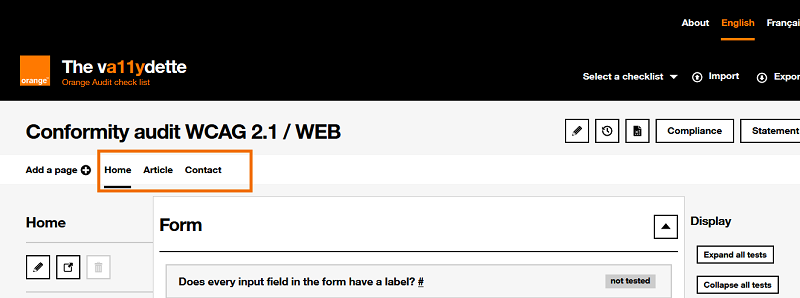 About English Françai
The va11ydette
orange™
Orange Audit check list
Select a checklist Import Expor
Conformity audit WCAG 2.1 / WEB
Compliance Statement
Add a page Home Article Contact
Home
Form
Display
Expand all tests
Does every input field in the form have a label? #
not tested
Collapse all tests